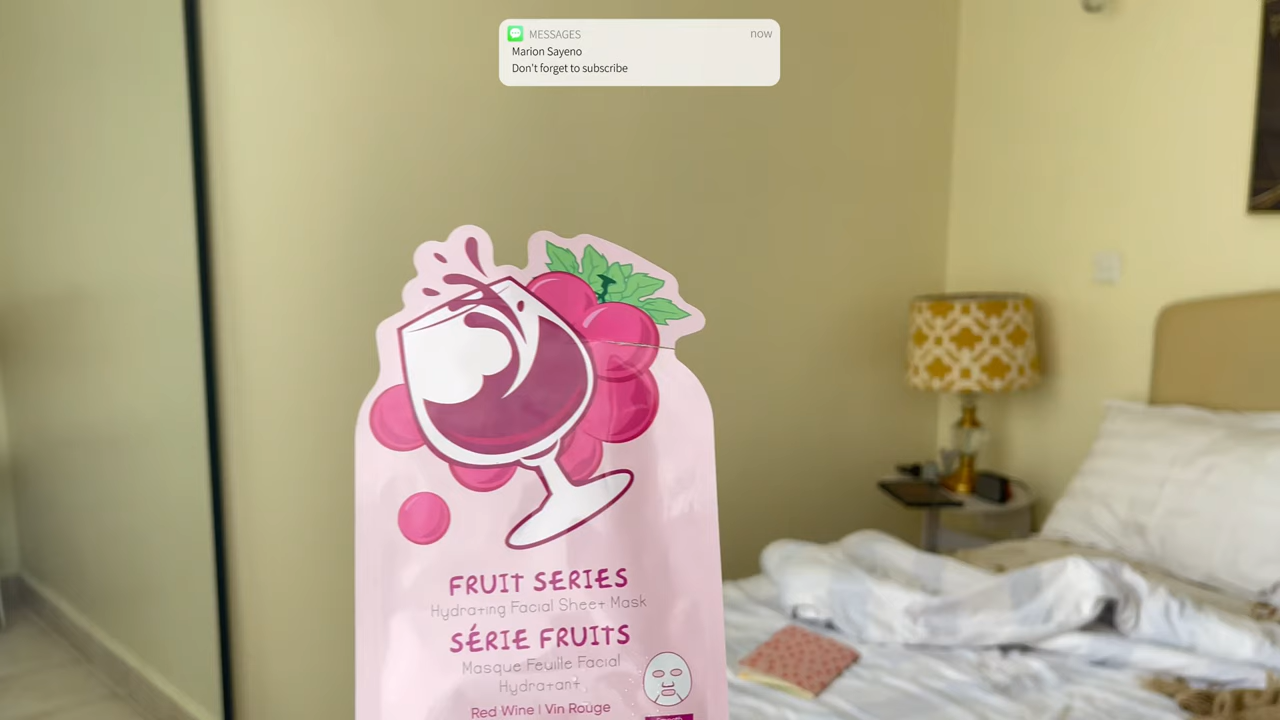 MESSAGES
now
Marion Sayeno
Don't forget to subscribe
FRUIT SERIES
Hydrating Facial Sheet Mask
SÉRIE FRUITS
Masque Feuille Facial
Hydratant
Red Wine | Vin Rouge